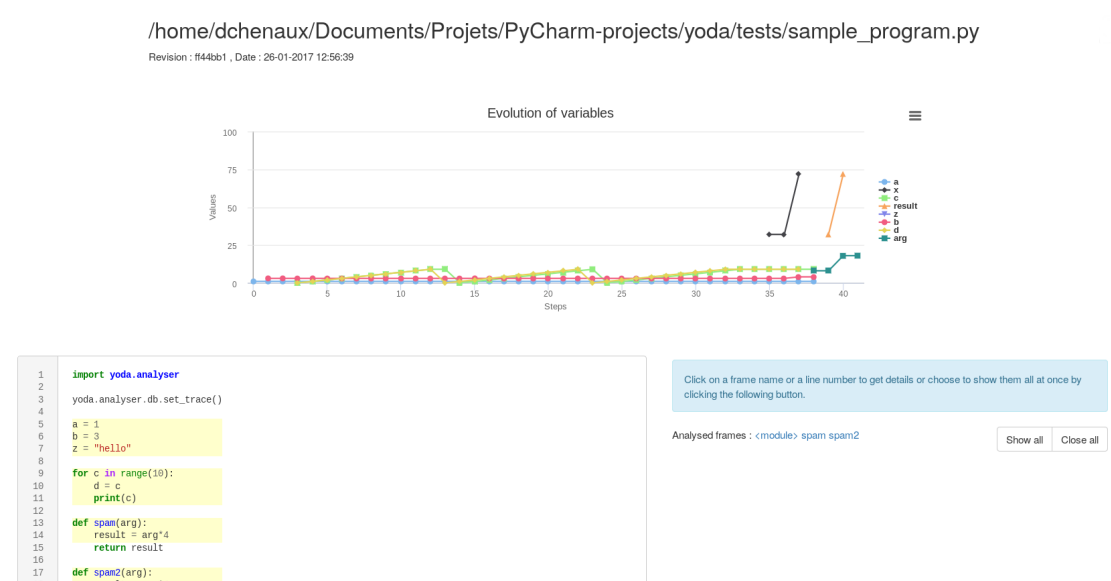 /home/dchenaux/Documents/Projets/PyCharm-projects/yoda/tests/sample_program.py
Revision : ff44bb1 , Date : 26-01-2017 12:56:39
Evolution of variables
100
75
50
25
0
Values
0 5 10 15 20 25 30 35 40
Steps
a
x
c
result
z
b
d
arg
1 import yoda.analyser
2
3 yoda.analyser.db.set_trace()
4
5 a = 1
6 b = 3
7 z = "hello"
8
9 for c in range(10):
10 d = c
11 print(c)
12
13 def spam(arg):
14 result = arg*4
15 return result
16
17 def spam2(arg):
Click on a frame name or a line number to get details or choose to show them all at once by
clicking the following button.
Analysed frames : <module> spam spam2
Show all Close all